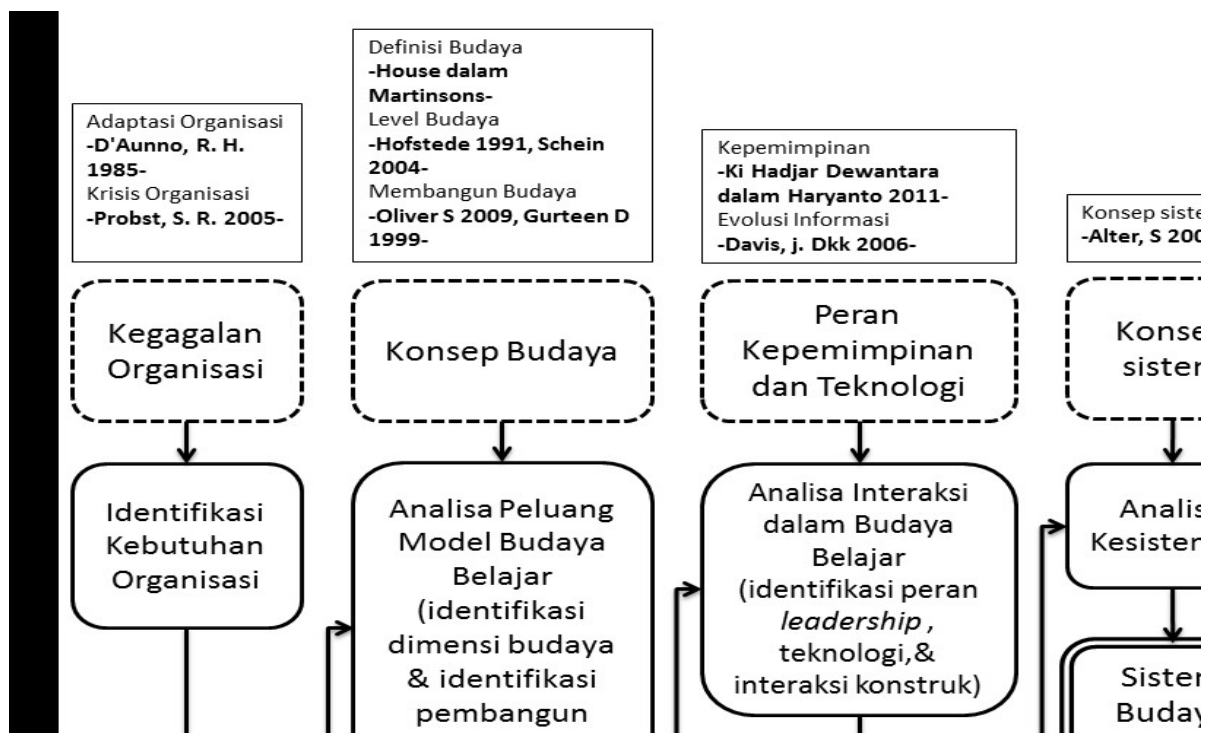 Adaptasi Organisasi
-D'Aunno, R. H.
1985-
Krisis Organisasi
-Probst, S. R. 2005-
Definisi Budaya
-House dalam
Martinsons-
Level Budaya
-Hofstede 1991, Schein
2004-
Membangun Budaya
-Oliver S 2009, Gurteen D
1999-
Kepemimpinan
-Ki Hadjar Dewantara
dalam Haryanto 2011-
Evolusi Informasi
-Davis, j. Dkk 2006-
Konsep
-Alter, S
Kegagalan
Organisasi
Konsep Budaya
Peran
Kepemimpinan
dan Teknologi
Identifikasi
Kebutuhan
Organisasi
Analisa Peluang
Model Budaya
Belajar
(identifikasi
dimensi budaya
& identifikasi
pembangun
Analisa Interaksi
dalam Budaya
Belajar
(identifikasi peran
leadership ,
teknologi,&
interaksi konstruk)